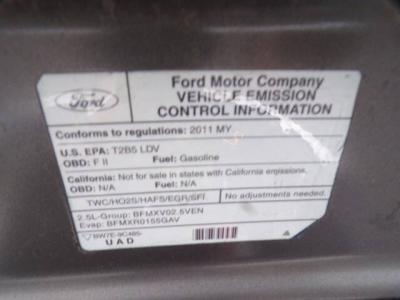 Ford
Ford Motor Company
VEHICLE EMISSION
CONTROL INFORMATION
Conforms to regulations: 2011 MY
U.S. EPA: T2B5 LDV
OBD: F II Fuel: Gasoline
California: Not for sale in states with California emissions.
OBD: N/A Fuel: N/A
TWC/HO2S/HAFS/EGR/SFI No adjustments needed.
2.5L-Group: BFMXV02.5VEN
Evap: BFMXR0155GAV
BW7E-9C485-
UAD